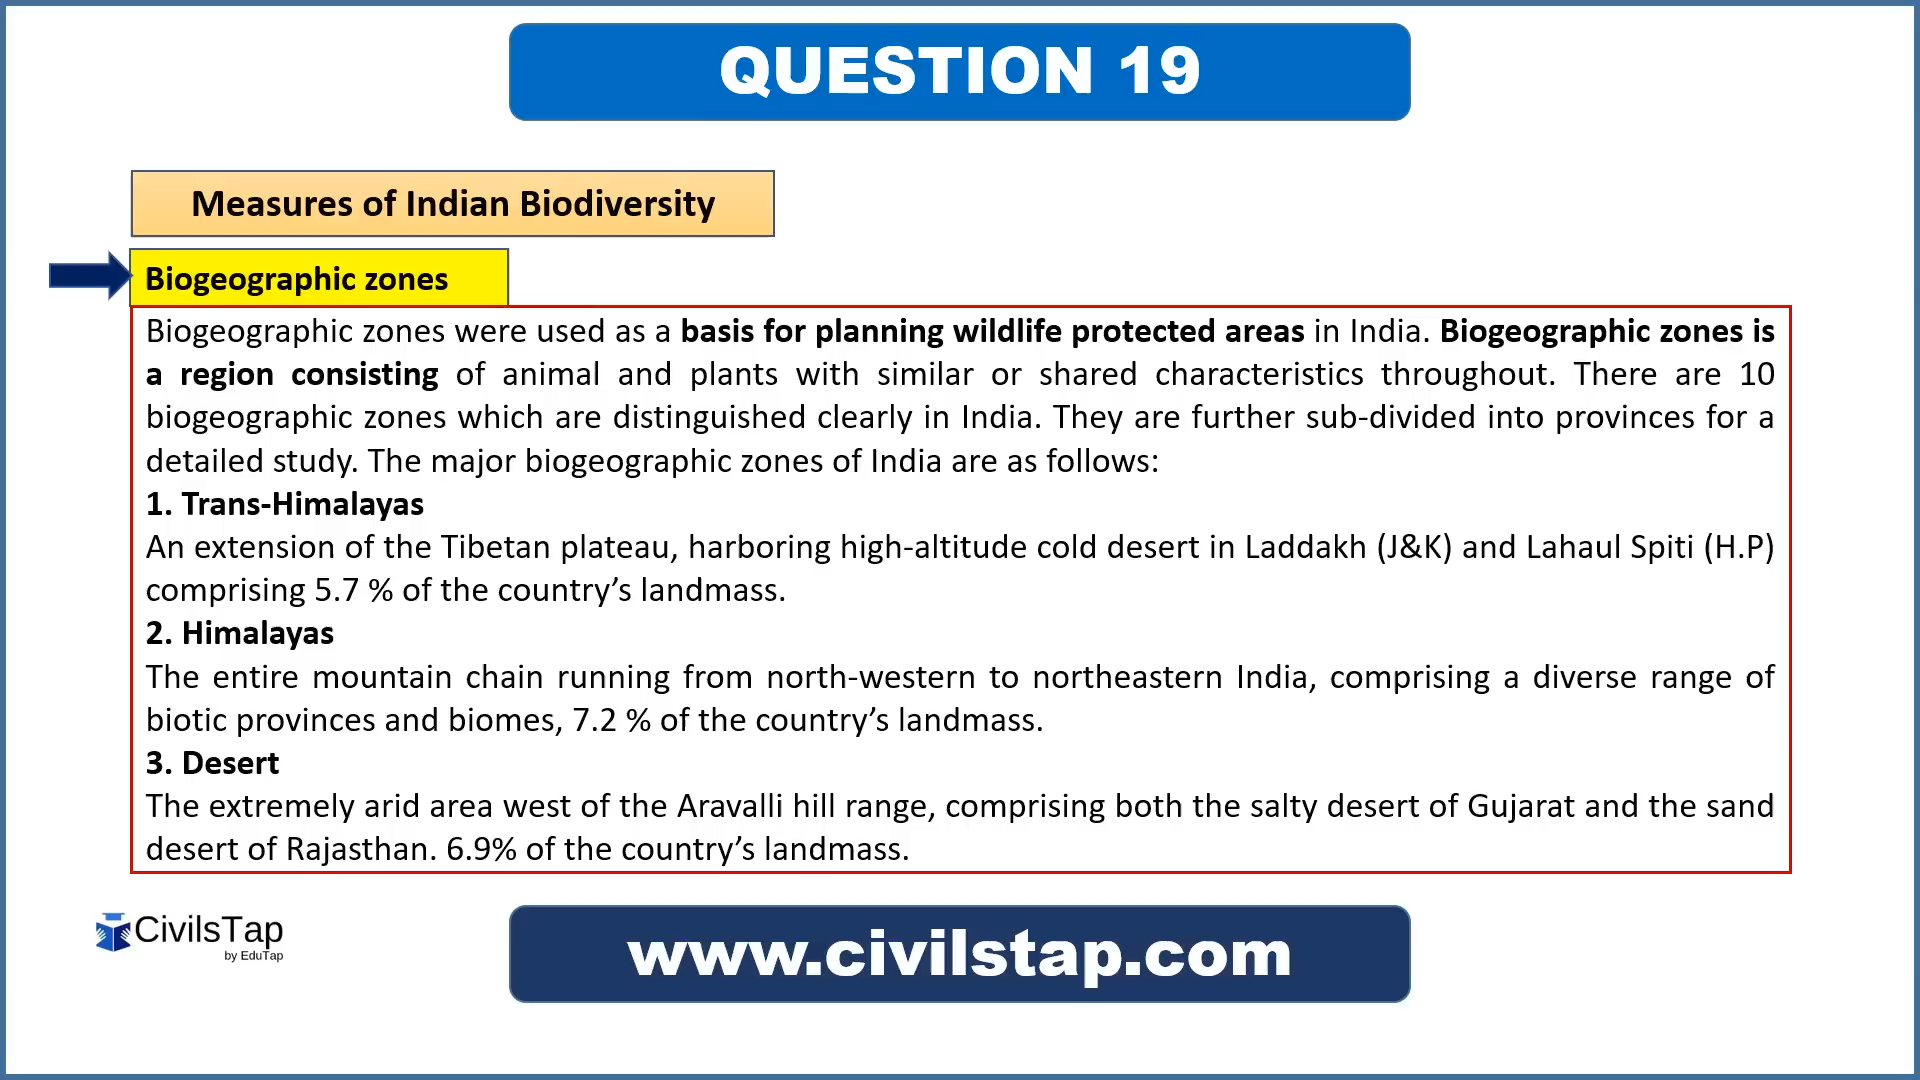 QUESTION 19
Measures of Indian Biodiversity
Biogeographic zones
Biogeographic zones were used as a basis for planning wildlife protected areas in India. Biogeographic zones is
a region consisting of animal and plants with similar or shared characteristics throughout. There are 10
biogeographic zones which are distinguished clearly in India. They are further sub-divided into provinces for a
detailed study. The major biogeographic zones of India are as follows:
1. Trans-Himalayas
An extension of the Tibetan plateau, harboring high-altitude cold desert in Laddakh (J&K) and Lahaul Spiti (H.P)
comprising 5.7 % of the country’s landmass.
2. Himalayas
The entire mountain chain running from north-western to northeastern India, comprising a diverse range of
biotic provinces and biomes, 7.2 % of the country’s landmass.
3. Desert
The extremely arid area west of the Aravalli hill range, comprising both the salty desert of Gujarat and the sand
desert of Rajasthan. 6.9% of the country’s landmass.
CivilsTap
by EduTap
www.civilstap.com